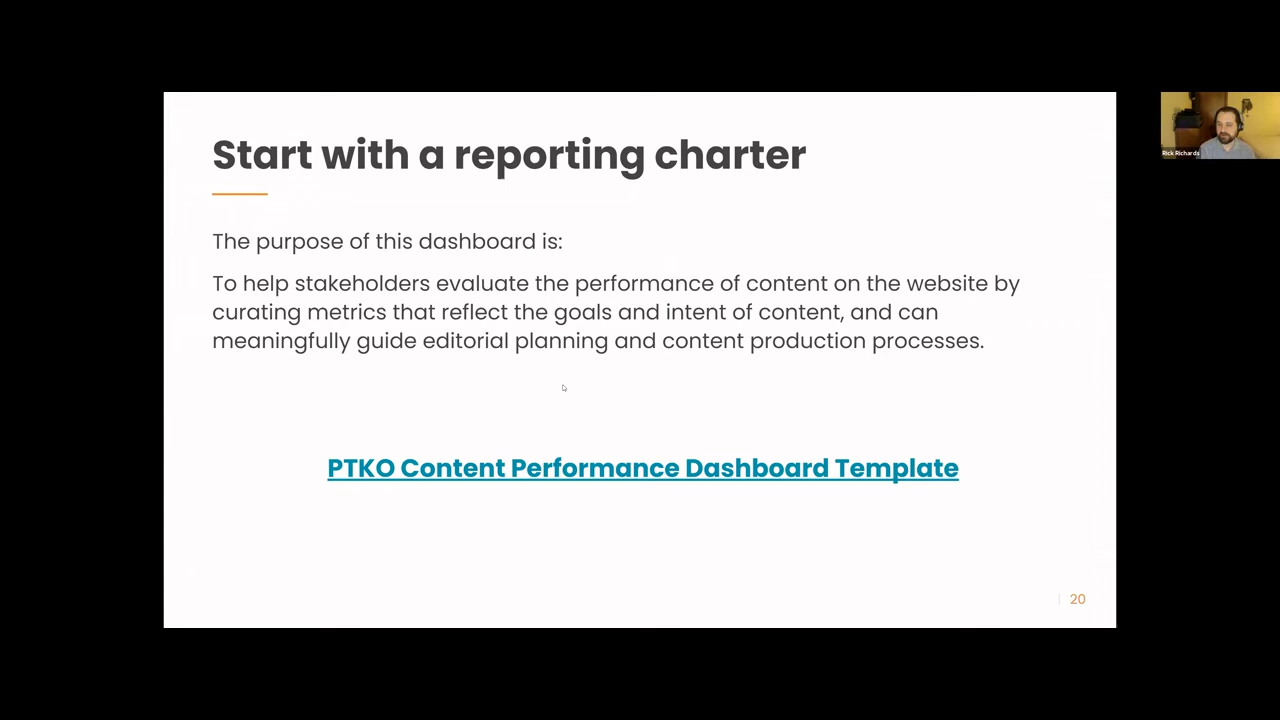 Start with a reporting charter
The purpose of this dashboard is:
To help stakeholders evaluate the performance of content on the website by
curating metrics that reflect the goals and intent of content, and can
meaningfully guide editorial planning and content production processes.
PTKO Content Performance Dashboard Template
20
Rick Richards